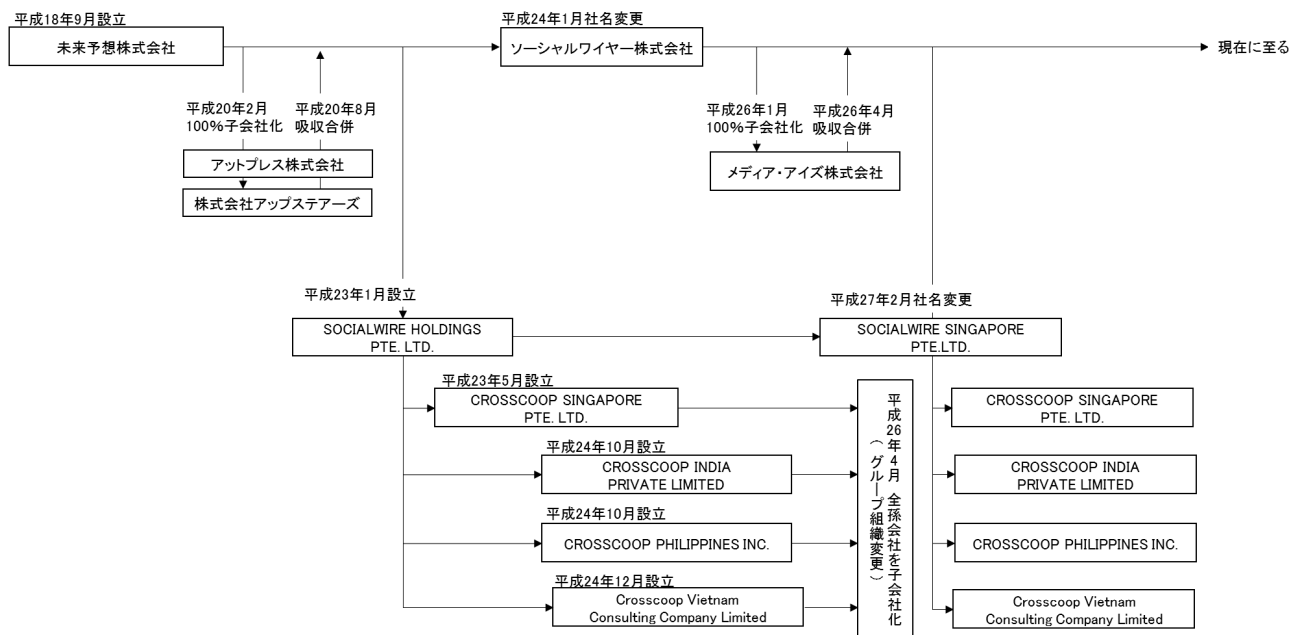 平成18年9月設立
未来予想株式会社
平成24年1月社名変更
ソーシャルワイヤー株式会社
現在に至る
平成20年2月
100%子会社化
平成20年8月
吸収合併
アットプレス株式会社
株式会社アップステアーズ
平成26年1月
100%子会社化
平成26年4月
吸収合併
メディア・アイズ株式会社
平成23年1月設立
SOCIALWIRE HOLDINGS
PTE. LTD.
平成27年2月社名変更
SOCIALWIRE SINGAPORE
PTE.LTD.
平成23年5月設立
CROSSCOOP SINGAPORE
PTE. LTD.
平成24年10月設立
CROSSCOOP INDIA
PRIVATE LIMITED
平成24年10月設立
CROSSCOOP PHILIPPINES INC.
平成24年12月設立
Crosscoop Vietnam
Consulting Company Limited
平成26年4月 全孫会社を子会社化
(グループ組織変更)
CROSSCOOP SINGAPORE
PTE. LTD.
CROSSCOOP INDIA
PRIVATE LIMITED
CROSSCOOP PHILIPPINES INC.
Crosscoop Vietnam
Consulting Company Limited